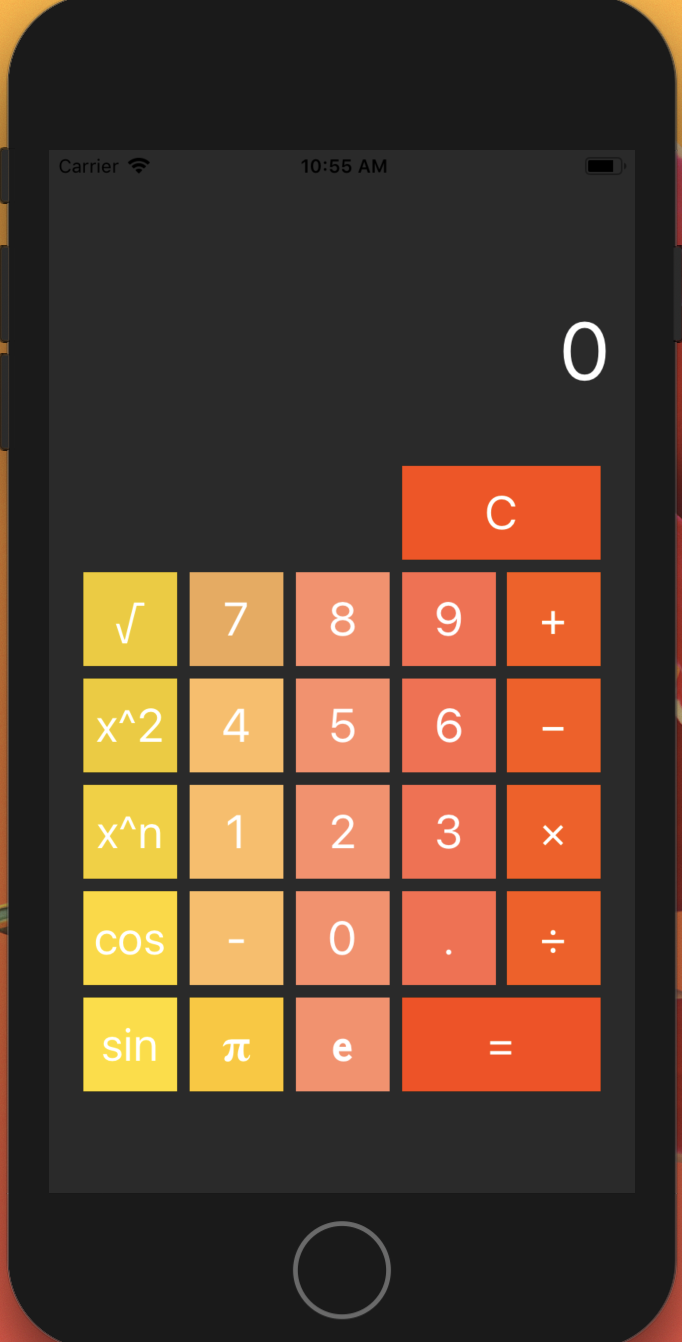 Carrier 10:55 AM
0
C
√ 7 8 9 +
x^2 4 5 6 −
x^n 1 2 3 ×
cos - 0 . ÷
sin π e =